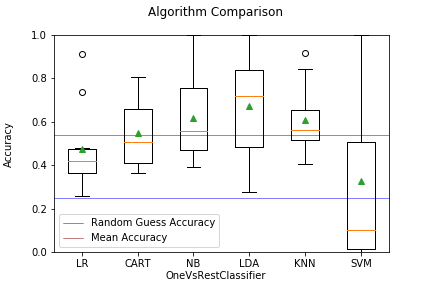 Algorithm Comparison
1.0
0.8
0.6
0.4
0.2
0.0
Accuracy
Random Guess Accuracy
Mean Accuracy
LR CART NB LDA KNN SVM
OneVsRestClassifier